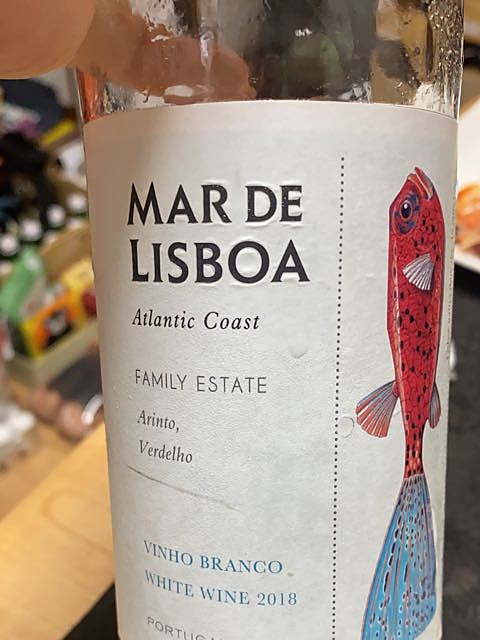 MAR DE
LISBOA
Atlantic Coast
FAMILY ESTATE
Arinto,
Verdelho
VINHO BRANCO
WHITE WINE 2018